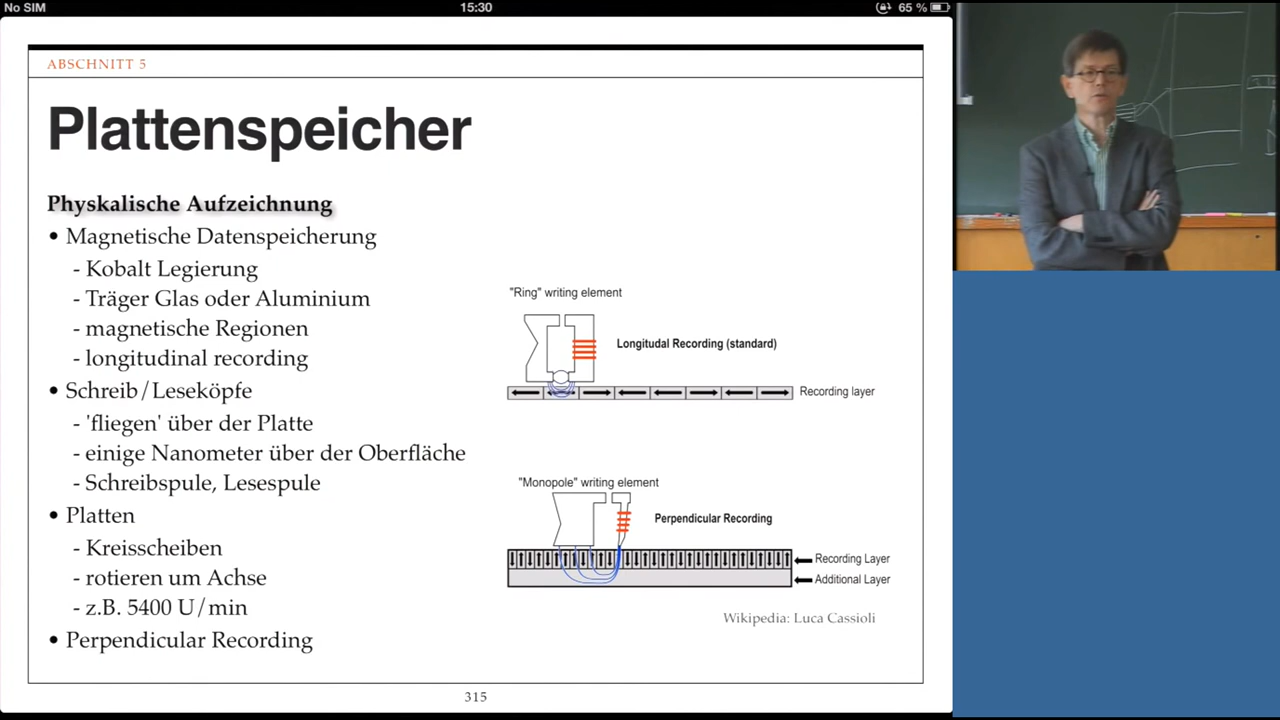 No SIM
15:30
65 %
ABSCHNITT 5
Plattenspeicher
Physkalische Aufzeichnung
• Magnetische Datenspeicherung
- Kobalt Legierung
- Träger Glas oder Aluminium
- magnetische Regionen
- longitudinal recording
• Schreib/Leseköpfe
- 'fliegen' über der Platte
- einige Nanometer über der Oberfläche
- Schreibspule, Lesespule
• Platten
- Kreisscheiben
- rotieren um Achse
- z.B. 5400 U/min
• Perpendicular Recording
"Ring" writing element
Longitudal Recording (standard)
Recording layer
"Monopole" writing element
Perpendicular Recording
Recording Layer
Additional Layer
Wikipedia: Luca Cassioli
315